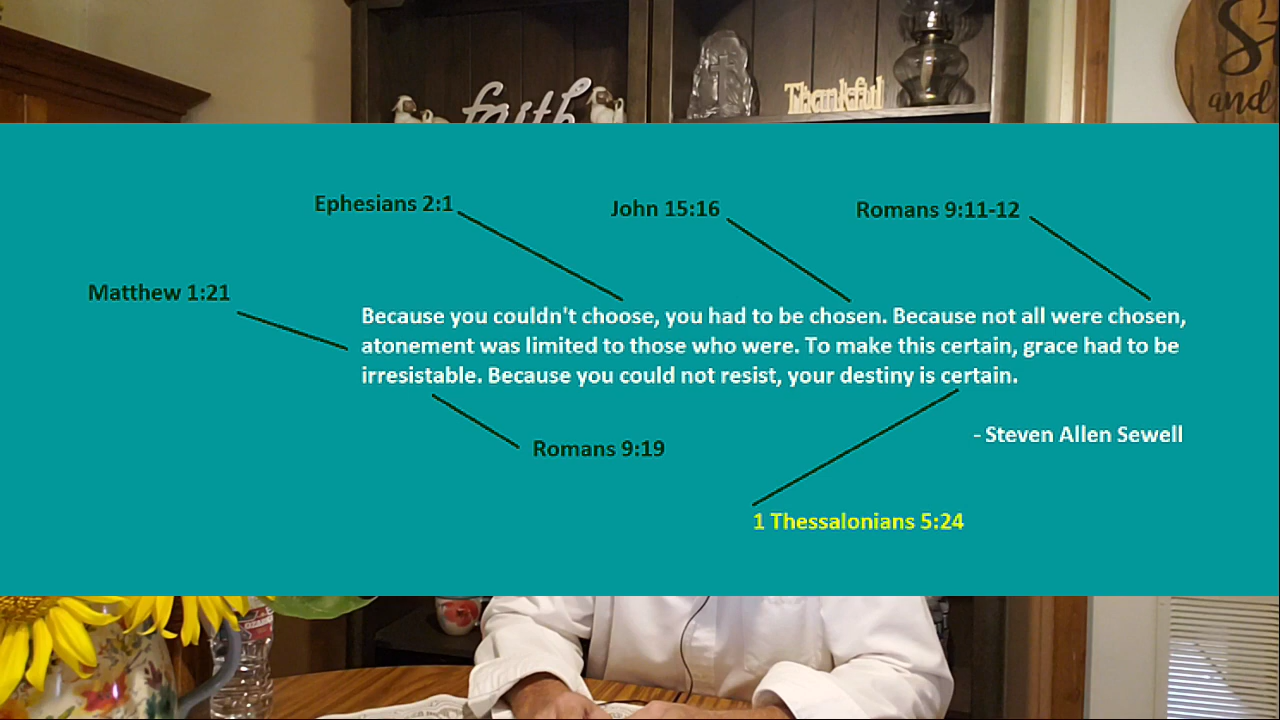 faith
Thankful
S
and
Ephesians 2:1
John 15:16
Romans 9:11-12
Matthew 1:21
Because you couldn't choose, you had to be chosen. Because not all were chosen,
atonement was limited to those who were. To make this certain, grace had to be
irresistable. Because you could not resist, your destiny is certain.
- Steven Allen Sewell
Romans 9:19
1 Thessalonians 5:24